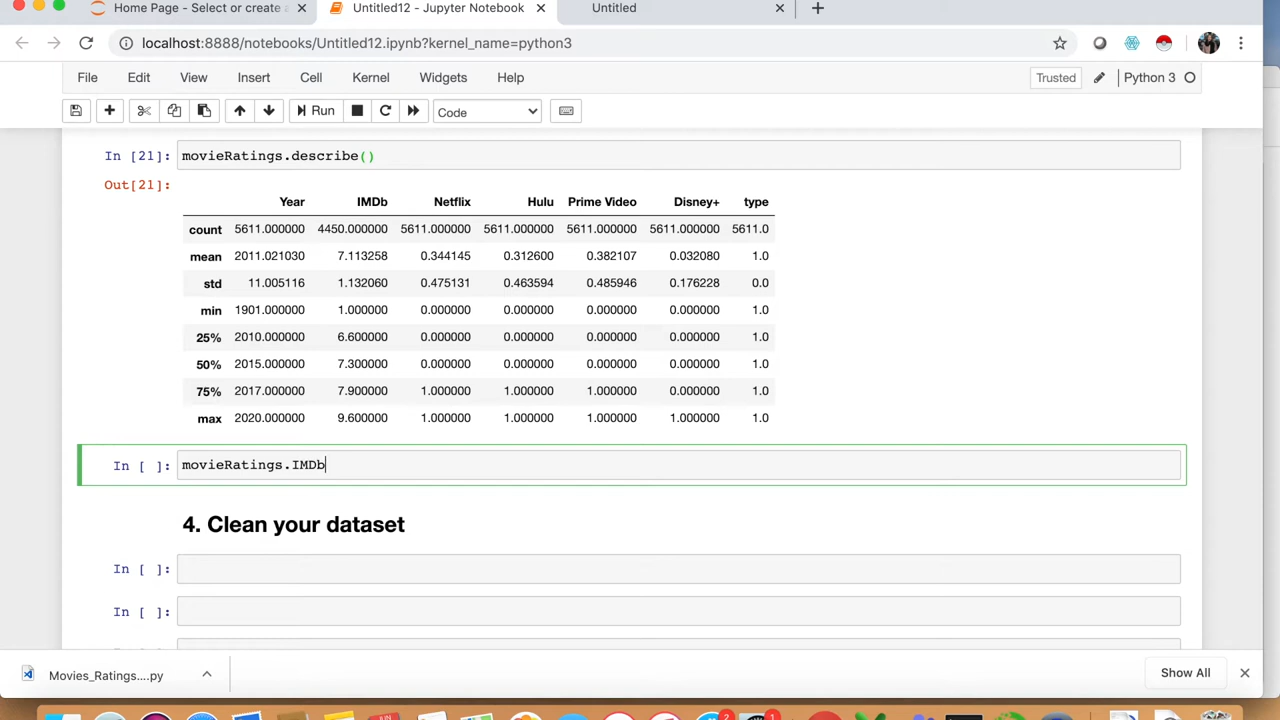 Home Page - Select or create a
Untitled12 - Jupyter Notebook
Untitled
localhost:8888/notebooks/Untitled12.ipynb?kernel_name=python3
File Edit View Insert Cell Kernel Widgets Help Trusted Python 3
Run Code
In [21]: movieRatings.describe()
Out[21]:
Year IMDb Netflix Hulu Prime Video Disney+ type
count 5611.000000 4450.000000 5611.000000 5611.000000 5611.000000 5611.000000 5611.0
mean 2011.021030 7.113258 0.344145 0.312600 0.382107 0.032080 1.0
std 11.005116 1.132060 0.475131 0.463594 0.485946 0.176228 0.0
min 1901.000000 1.000000 0.000000 0.000000 0.000000 0.000000 1.0
25% 2010.000000 6.600000 0.000000 0.000000 0.000000 0.000000 1.0
50% 2015.000000 7.300000 0.000000 0.000000 0.000000 0.000000 1.0
75% 2017.000000 7.900000 1.000000 1.000000 1.000000 0.000000 1.0
max 2020.000000 9.600000 1.000000 1.000000 1.000000 1.000000 1.0
In [ ]: movieRatings.IMDb
4. Clean your dataset
In [ ]:
In [ ]:
Movies_Ratings....py
Show All